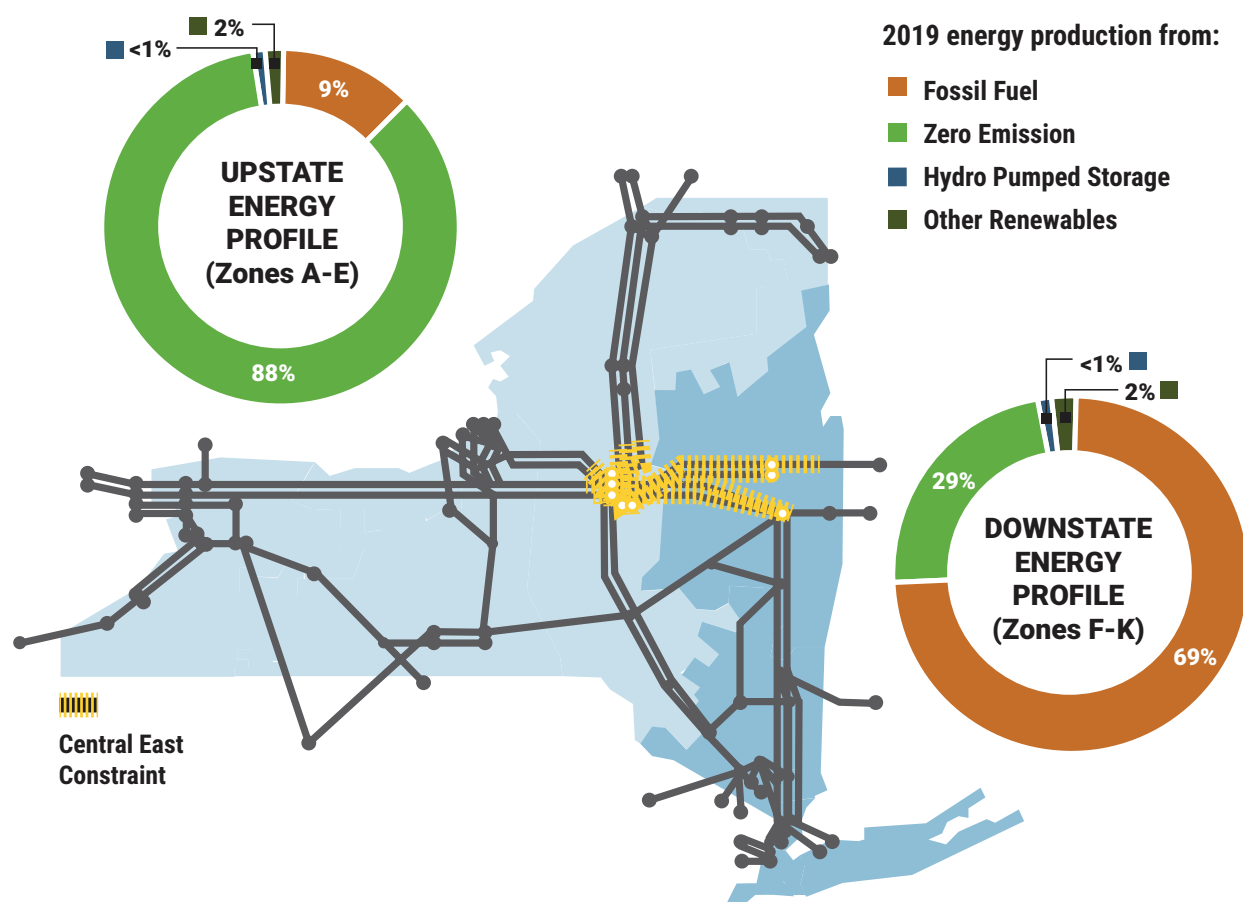 2%
<1%
9%
UPSTATE
ENERGY
PROFILE
(Zones A-E)
88%
2019 energy production from:
Fossil Fuel
Zero Emission
Hydro Pumped Storage
Other Renewables
<1%
2%
29%
DOWNSTATE
ENERGY
PROFILE
(Zones F-K)
69%
Central East
Constraint